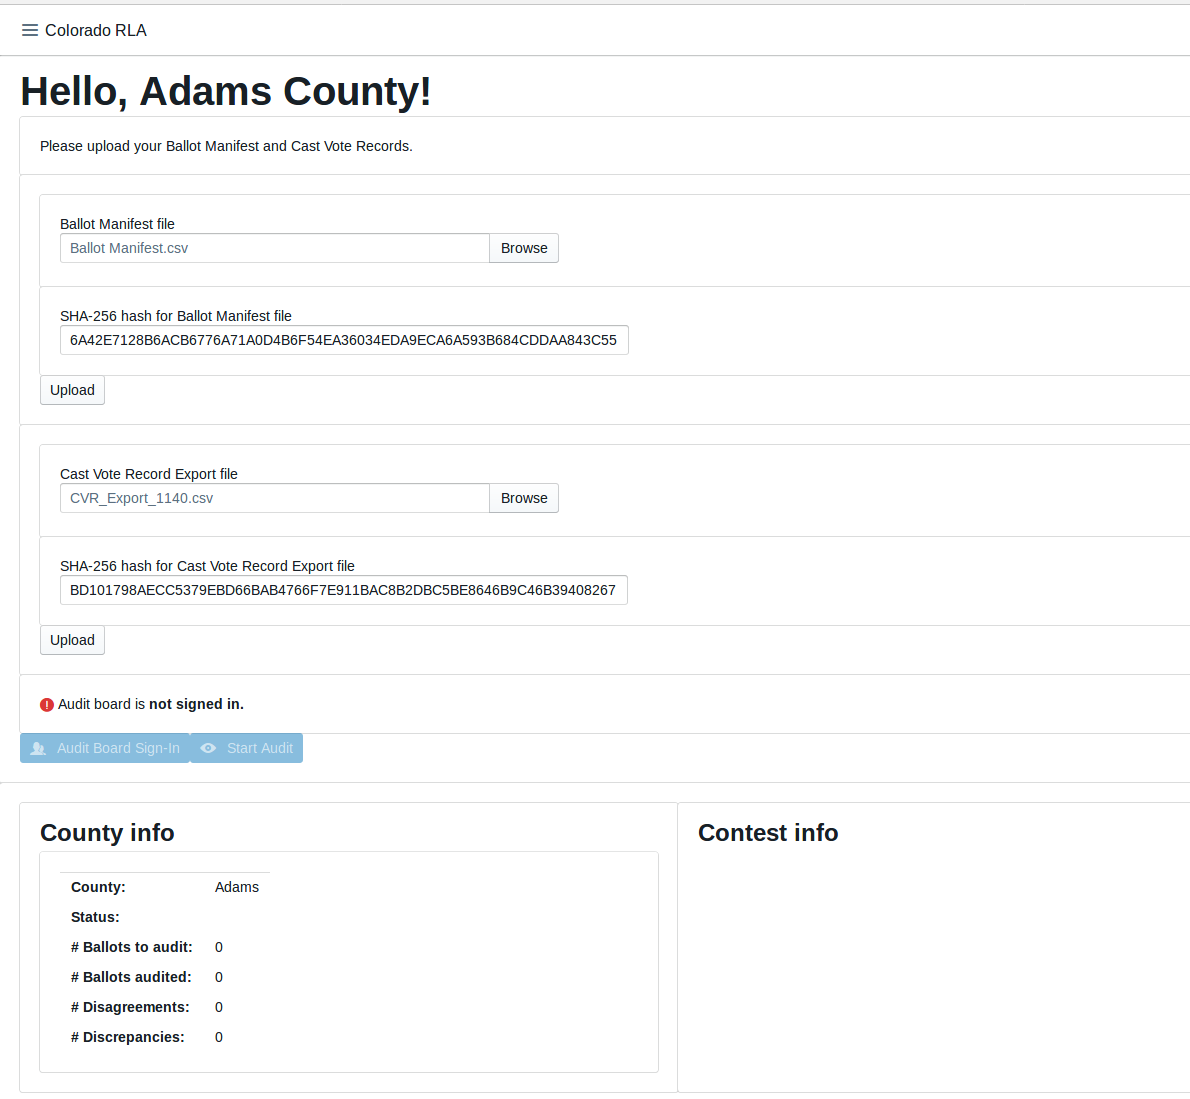 Colorado RLA
Hello, Adams County!
Please upload your Ballot Manifest and Cast Vote Records.
Ballot Manifest file
Ballot Manifest.csv Browse
SHA-256 hash for Ballot Manifest file
6A42E7128B6ACB6776A71A0D4B6F54EA36034EDA9ECA6A593B684CDDAA843C55
Upload
Cast Vote Record Export file
CVR_Export_1140.csv Browse
SHA-256 hash for Cast Vote Record Export file
BD101798AECC5379EBD66BAB4766F7E911BAC8B2DBC5BE8646B9C46B39408267
Upload
Audit board is not signed in.
Audit Board Sign-In Start Audit
County info
County: Adams
Status:
# Ballots to audit: 0
# Ballots audited: 0
# Disagreements: 0
# Discrepancies: 0
Contest info